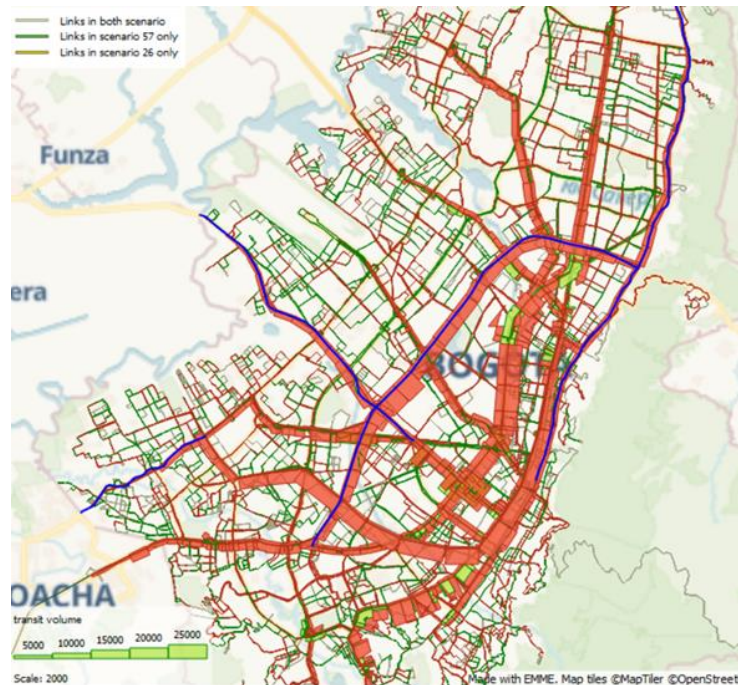 Links in both scenario
Links in scenario 57 only
Links in scenario 26 only
Funza
era
BOGOTÁ
OACHA
transit volume
5000 10000 15000 20000 25000
Scale: 2000
Made with EMME. Map tiles ©MapTiler ©OpenStreet